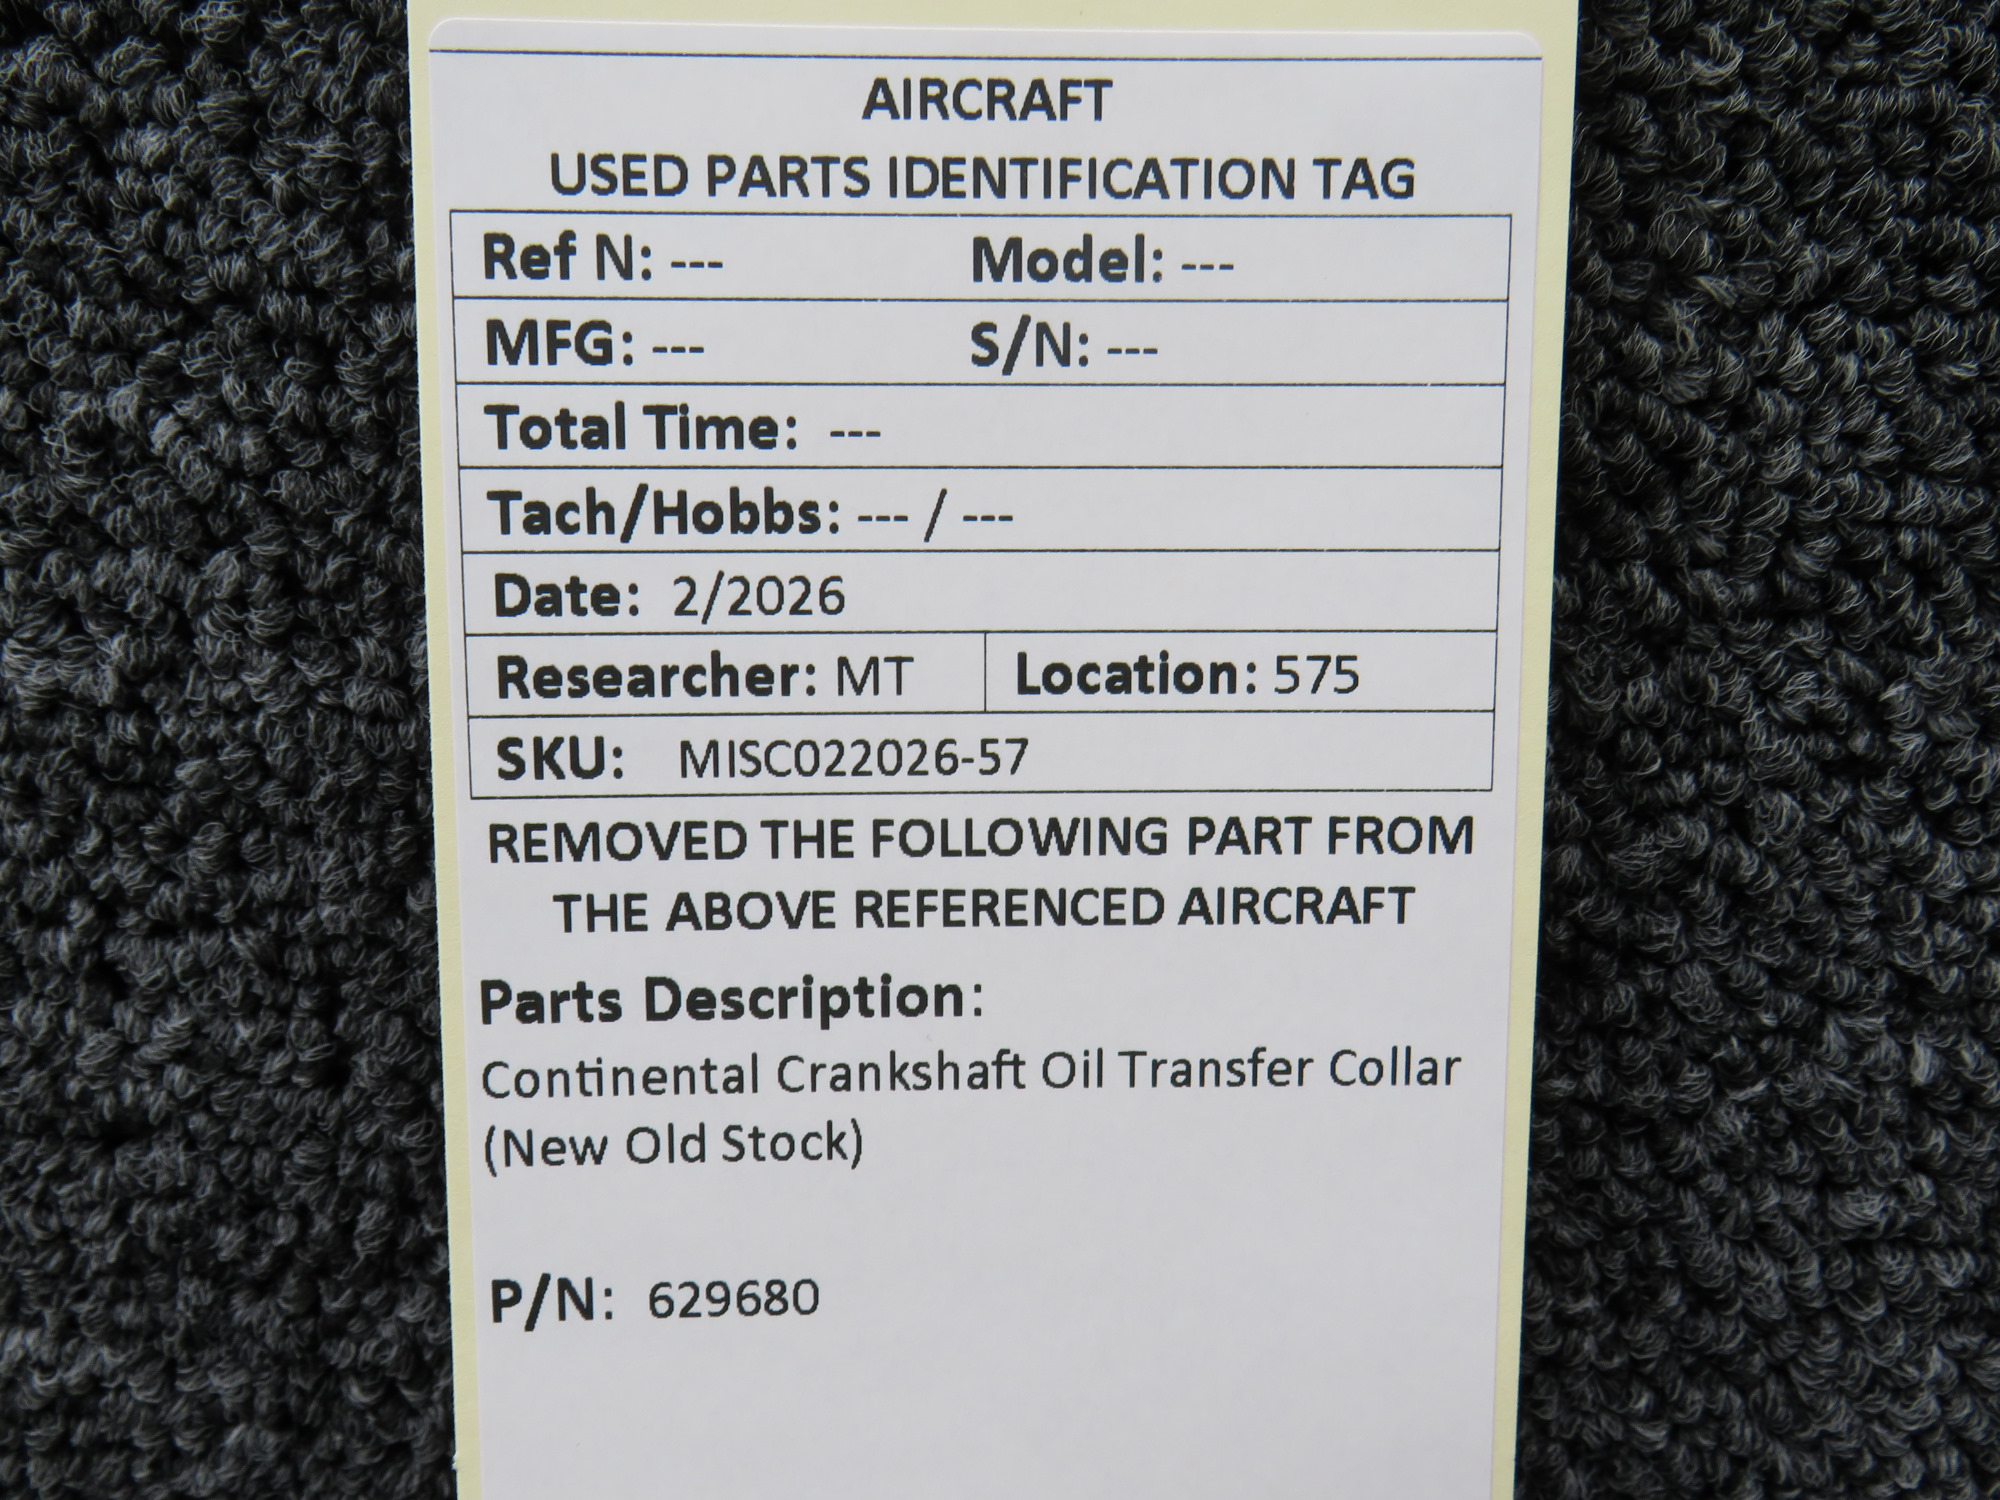 AIRCRAFT
USED PARTS IDENTIFICATION TAG
Ref N: --- Model: ---
MFG: --- S/N: ---
Total Time: ---
Tach/Hobbs: --- / ---
Date: 2/2026
Researcher: MT Location: 575
SKU: MISC022026-57
REMOVED THE FOLLOWING PART FROM
THE ABOVE REFERENCED AIRCRAFT
Parts Description:
Continental Crankshaft Oil Transfer Collar
(New Old Stock)
P/N: 629680